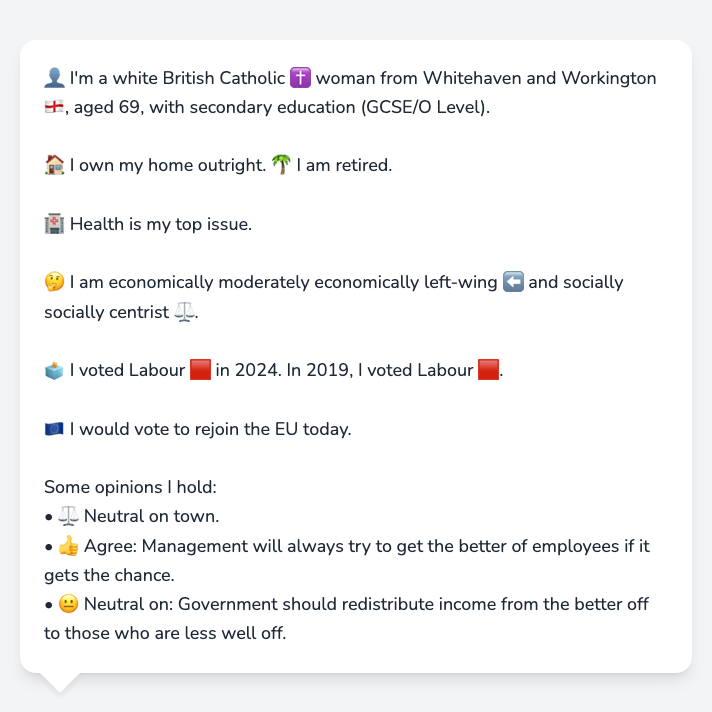 👤 I'm a white British Catholic ✝️ woman from Whitehaven and Workington
🏴󠁧󠁢󠁥󠁮󠁧󠁿, aged 69, with secondary education (GCSE/O Level).
🏠 I own my home outright. 🌴 I am retired.
🏥 Health is my top issue.
🤔 I am economically moderately economically left-wing ⬅️ and socially
socially centrist ⚖️.
🗳️ I voted Labour 🟥 in 2024. In 2019, I voted Labour 🟥.
🇪🇺 I would vote to rejoin the EU today.
Some opinions I hold:
• ⚖️ Neutral on town.
• 👍 Agree: Management will always try to get the better of employees if it
gets the chance.
• 😐 Neutral on: Government should redistribute income from the better off
to those who are less well off.